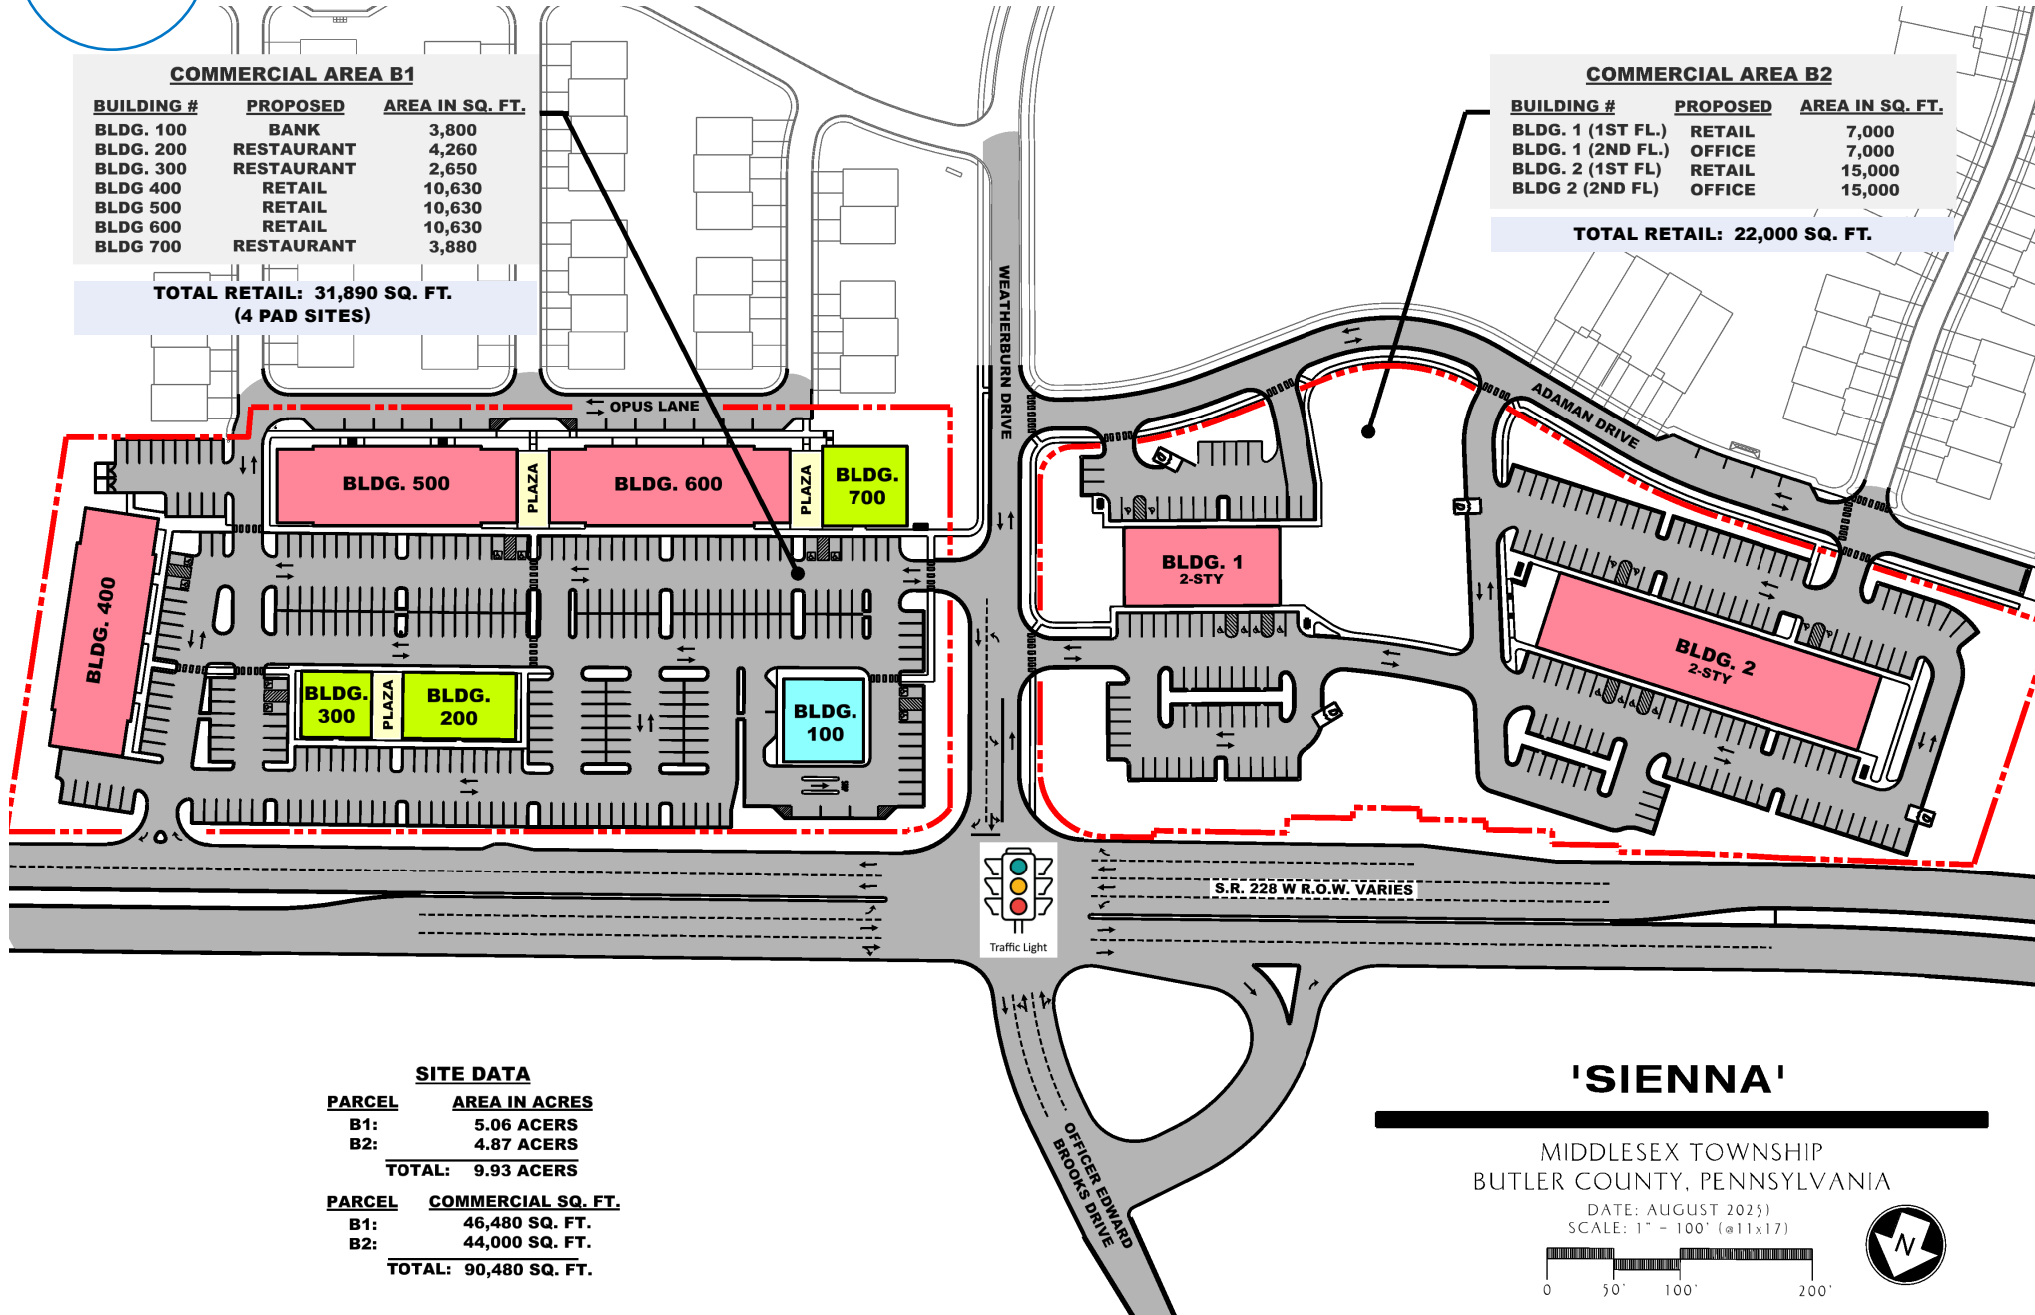 COMMERCIAL AREA B1
BUILDING # PROPOSED AREA IN SQ. FT.
BLDG. 100 BANK 3,800
BLDG. 200 RESTAURANT 4,260
BLDG. 300 RESTAURANT 2,650
BLDG 400 RETAIL 10,630
BLDG 500 RETAIL 10,630
BLDG 600 RETAIL 10,630
BLDG 700 RESTAURANT 3,880
TOTAL RETAIL: 31,890 SQ. FT.
(4 PAD SITES)
COMMERCIAL AREA B2
BUILDING # PROPOSED AREA IN SQ. FT.
BLDG. 1 (1ST FL.) RETAIL 7,000
BLDG. 1 (2ND FL.) OFFICE 7,000
BLDG. 2 (1ST FL) RETAIL 15,000
BLDG 2 (2ND FL) OFFICE 15,000
TOTAL RETAIL: 22,000 SQ. FT.
WEATHERBURN DRIVE
OPUS LANE
ADAMAN DRIVE
BLDG. 500
PLAZA
BLDG. 600
PLAZA
BLDG.
700
BLDG. 400
BLDG.
300
PLAZA
BLDG.
200
BLDG.
100
BLDG. 1
2-STY
BLDG. 2
2-STY
S.R. 228 W R.O.W. VARIES
Traffic Light
OFFICER EDWARD
BROOKS DRIVE
SITE DATA
PARCEL AREA IN ACRES
B1: 5.06 ACERS
B2: 4.87 ACERS
TOTAL: 9.93 ACERS
PARCEL COMMERCIAL SQ. FT.
B1: 46,480 SQ. FT.
B2: 44,000 SQ. FT.
TOTAL: 90,480 SQ. FT.
'SIENNA'
MIDDLESEX TOWNSHIP
BUTLER COUNTY, PENNSYLVANIA
DATE: AUGUST 2025)
SCALE: 1" - 100' (@11x17)
0 50' 100' 200'
N